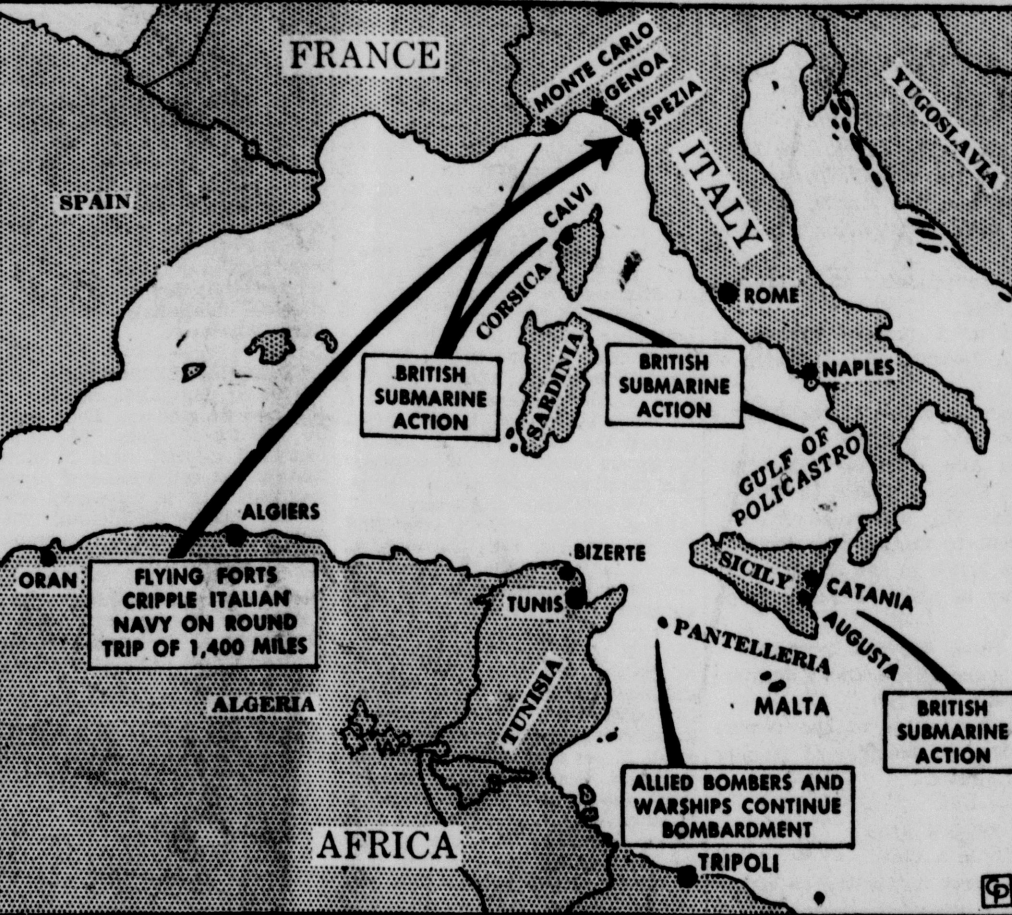 FRANCE
MONTE CARLO
GENOA
SPEZIA
YUGOSLAVIA
ITALY
SPAIN
CALVI
CORSICA
ROME
BRITISH
SUBMARINE
ACTION
SARDINIA
BRITISH
SUBMARINE
ACTION
NAPLES
GULF OF
POLICASTRO
ALGIERS
ORAN
BIZERTE
TUNIS
SICILY
CATANIA
AUGUSTA
FLYING FORTS
CRIPPLE ITALIAN
NAVY ON ROUND
TRIP OF 1,400 MILES
PANTELLERIA
MALTA
ALGERIA
TUNISIA
BRITISH
SUBMARINE
ACTION
ALLIED BOMBERS AND
WARSHIPS CONTINUE
BOMBARDMENT
AFRICA
TRIPOLI
CP